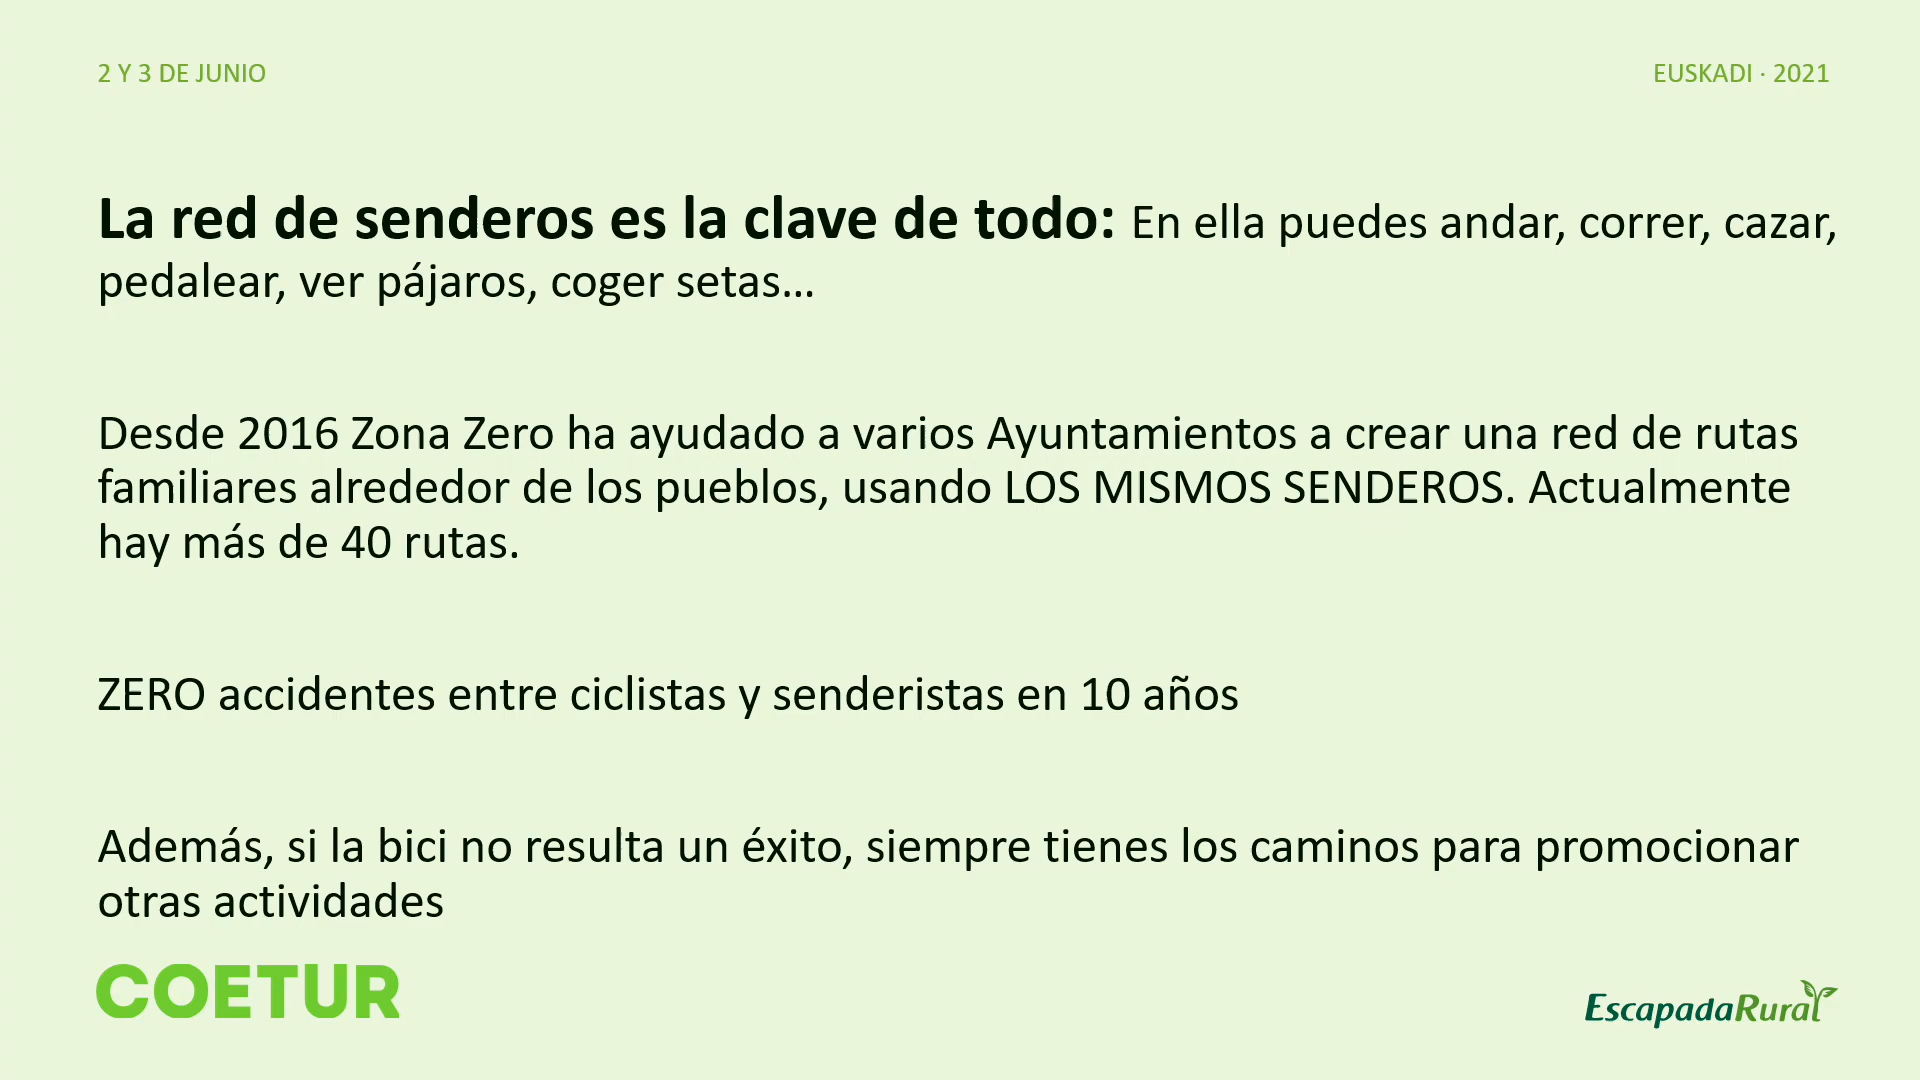 2 Y 3 DE JUNIO
EUSKADI · 2021
La red de senderos es la clave de todo: En ella puedes andar, correr, cazar,
pedalear, ver pájaros, coger setas...
Desde 2016 Zona Zero ha ayudado a varios Ayuntamientos a crear una red de rutas
familiares alrededor de los pueblos, usando LOS MISMOS SENDEROS. Actualmente
hay más de 40 rutas.
ZERO accidentes entre ciclistas y senderistas en 10 años
Además, si la bici no resulta un éxito, siempre tienes los caminos para promocionar
otras actividades
COETUR
EscapadaRural